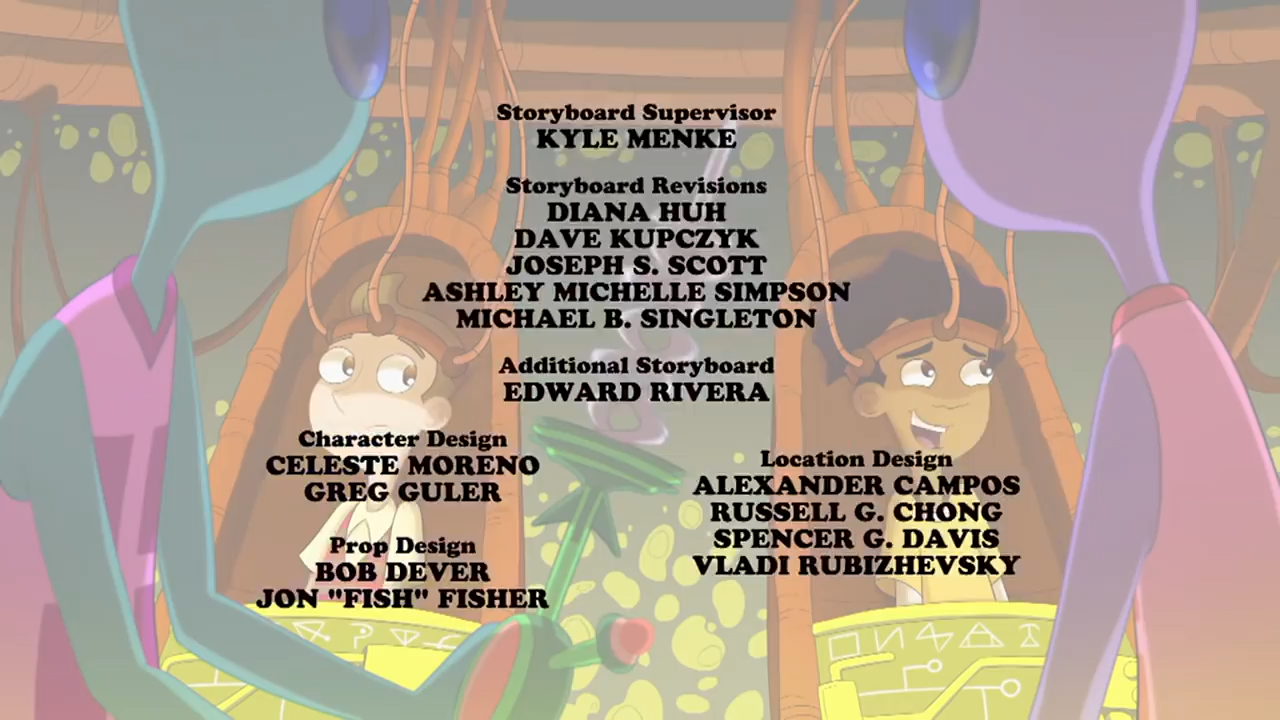 Storyboard Supervisor
KYLE MENKE
Storyboard Revisions
DIANA HUH
DAVE KUPCZYK
JOSEPH S. SCOTT
ASHLEY MICHELLE SIMPSON
MICHAEL B. SINGLETON
Additional Storyboard
EDWARD RIVERA
Character Design
CELESTE MORENO
GREG GULER
Prop Design
BOB DEVER
JON "FISH" FISHER
Location Design
ALEXANDER CAMPOS
RUSSELL G. CHONG
SPENCER G. DAVIS
VLADI RUBIZHEVSKY